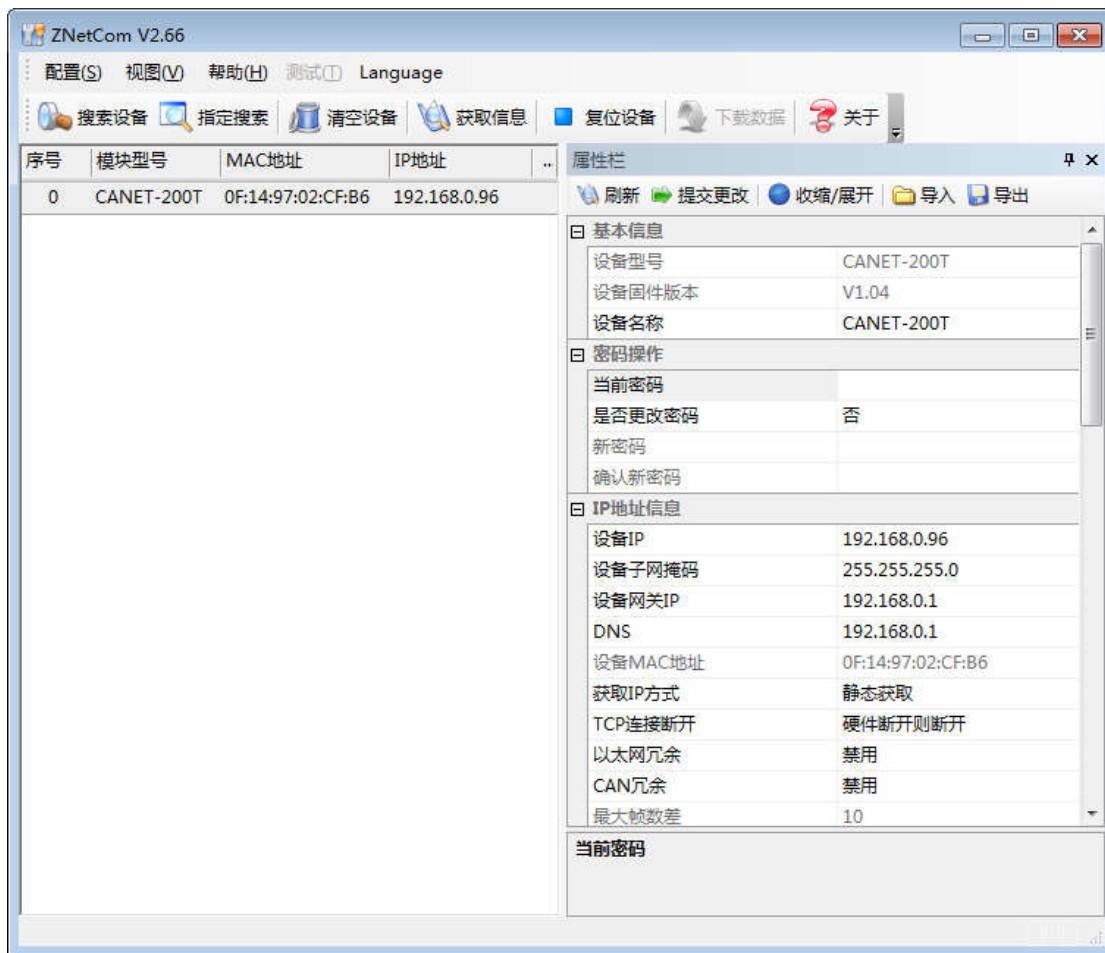 ZNetCom V2.66
配置(S) 视图(V) 帮助(H) 测试(T) Language
搜索设备 指定搜索 清空设备 获取信息 复位设备 下载数据 关于
序号 模块型号 MAC地址 IP地址 ..
0 CANET-200T 0F:14:97:02:CF:B6 192.168.0.96
属性栏
刷新 提交更改 收缩/展开 导入 导出
基本信息
设备型号 CANET-200T
设备固件版本 V1.04
设备名称 CANET-200T
密码操作
当前密码
是否更改密码 否
新密码
确认新密码
IP地址信息
设备IP 192.168.0.96
设备子网掩码 255.255.255.0
设备网关IP 192.168.0.1
DNS 192.168.0.1
设备MAC地址 0F:14:97:02:CF:B6
获取IP方式 静态获取
TCP连接断开 硬件断开则断开
以太网冗余 禁用
CAN冗余 禁用
最大帧数差 10
当前密码